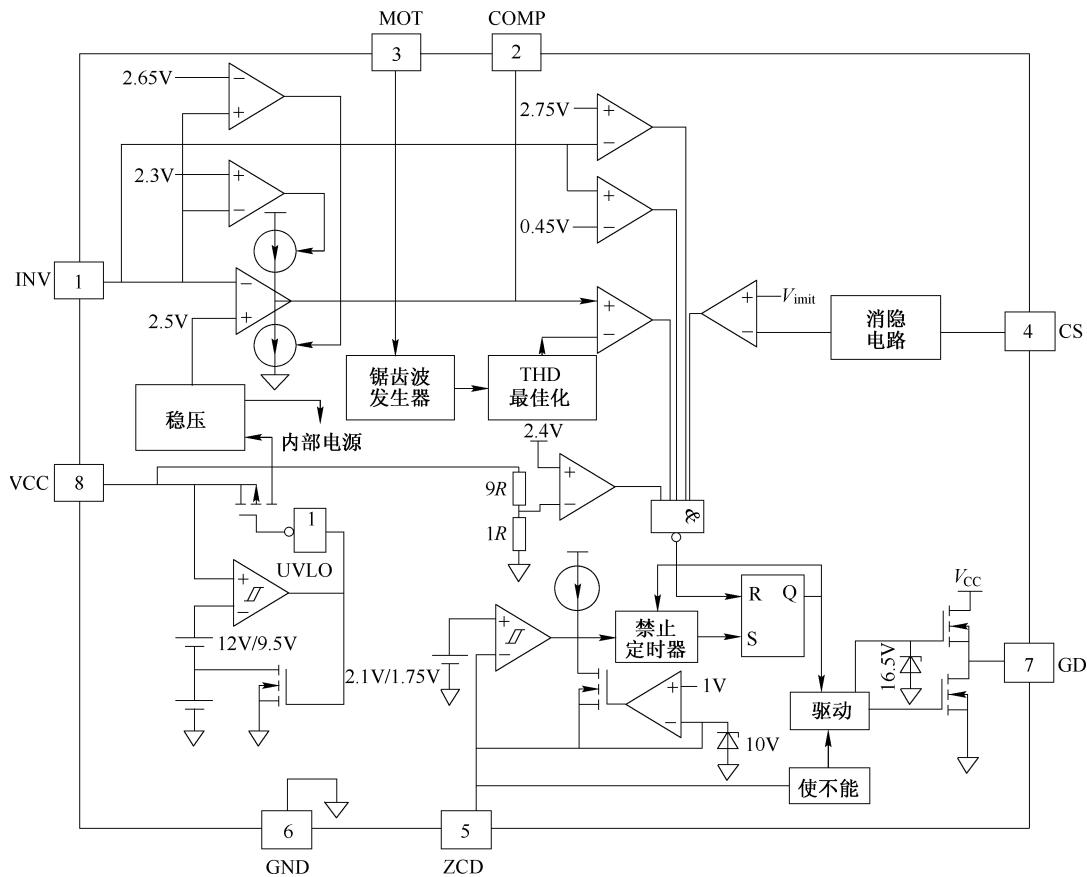 MOT
COMP
3
2
2.65V
−
+
2.75V
+
−
2.3V
+
−
+
−
0.45V
INV
1
−
+
2.5V
+
−
+
−
Vimit
消隐
电路
4
CS
稳压
内部电源
锯齿波
发生器
THD
最佳化
2.4V
VCC
8
9R
1R
+
−
&
1
UVLO
+
−
12V/9.5V
2.1V/1.75V
+
−
禁止
定时器
R
Q
S
VCC
1V
+
−
10V
16.5V
驱动
7
GD
使不能
6
GND
5
ZCD